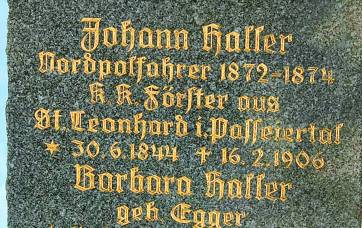 Johann Haller
Nordpolfahrer 1872-1874
K.K. Förster aus
St. Leonhard i. Passeiertal
* 30.6.1844 ✝ 16.2.1906
Barbara Haller
geb Egger